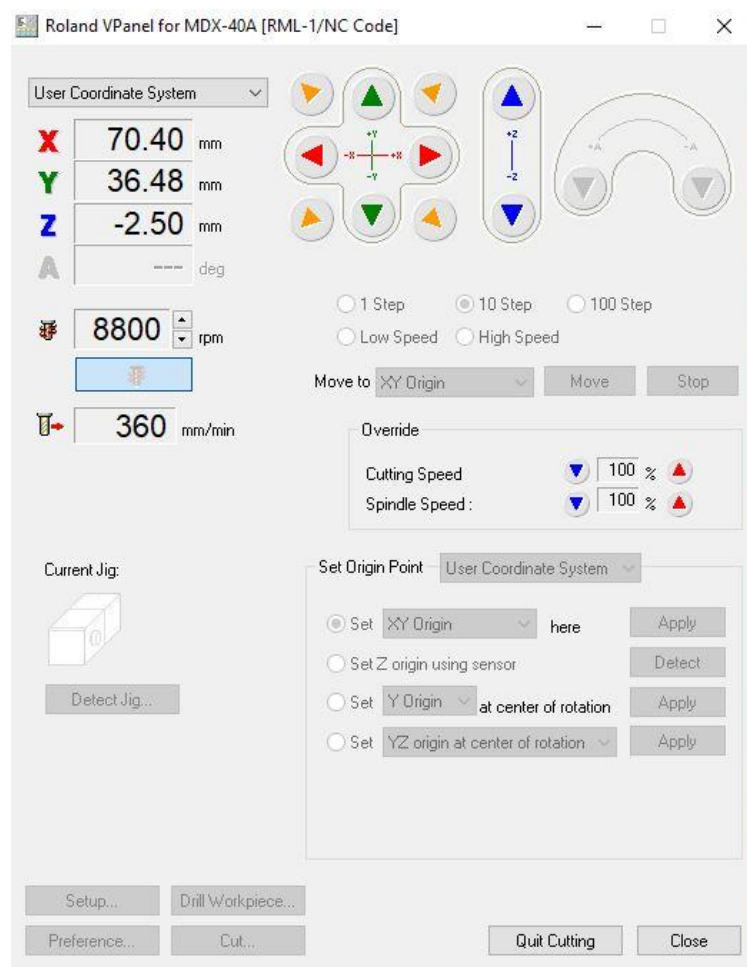 Roland VPanel for MDX-40A [RML-1/NC Code]
User Coordinate System
X 70.40 mm
Y 36.48 mm
Z -2.50 mm
A --- deg
+Y
-X +X
-Y
+Z
-Z
+A -A
8800 rpm
360 mm/min
1 Step 10 Step 100 Step
Low Speed High Speed
Move to XY Origin Move Stop
Override
Cutting Speed 100 %
Spindle Speed : 100 %
Current Jig:
Detect Jig...
Set Origin Point User Coordinate System
Set XY Origin here Apply
Set Z origin using sensor Detect
Set Y Origin at center of rotation Apply
Set YZ origin at center of rotation Apply
Setup... Drill Workpiece...
Preference... Cut... Quit Cutting Close